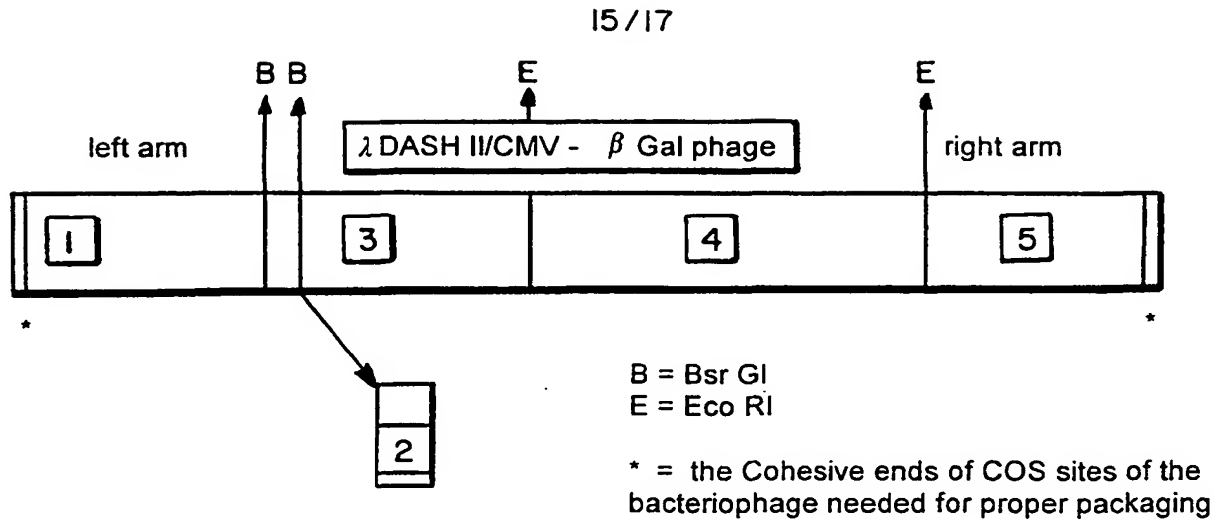 15/17
B B E E
left arm
λ DASH II/CMV - β Gal phage
right arm
1 3 4 5
* *
2
B = Bsr GI
E = Eco RI
* = the Cohesive ends of COS sites of the
bacteriophage needed for proper packaging